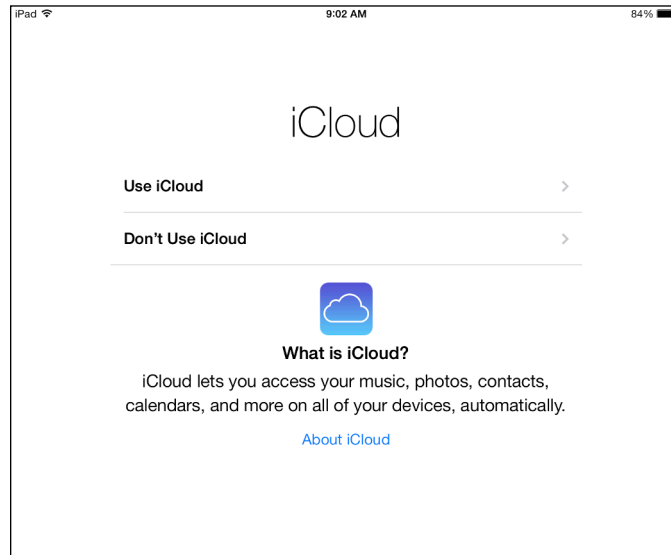 iPad 9:02 AM 84%
iCloud
Use iCloud
Don’t Use iCloud
What is iCloud?
iCloud lets you access your music, photos, contacts,
calendars, and more on all of your devices, automatically.
About iCloud